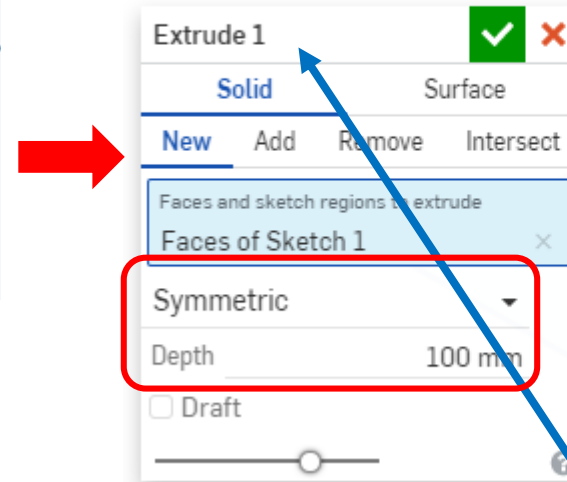 Extrude 1
Solid Surface
New Add Remove Intersect
Faces and sketch regions to extrude
Faces of Sketch 1
Symmetric
Depth 100 mm
Draft